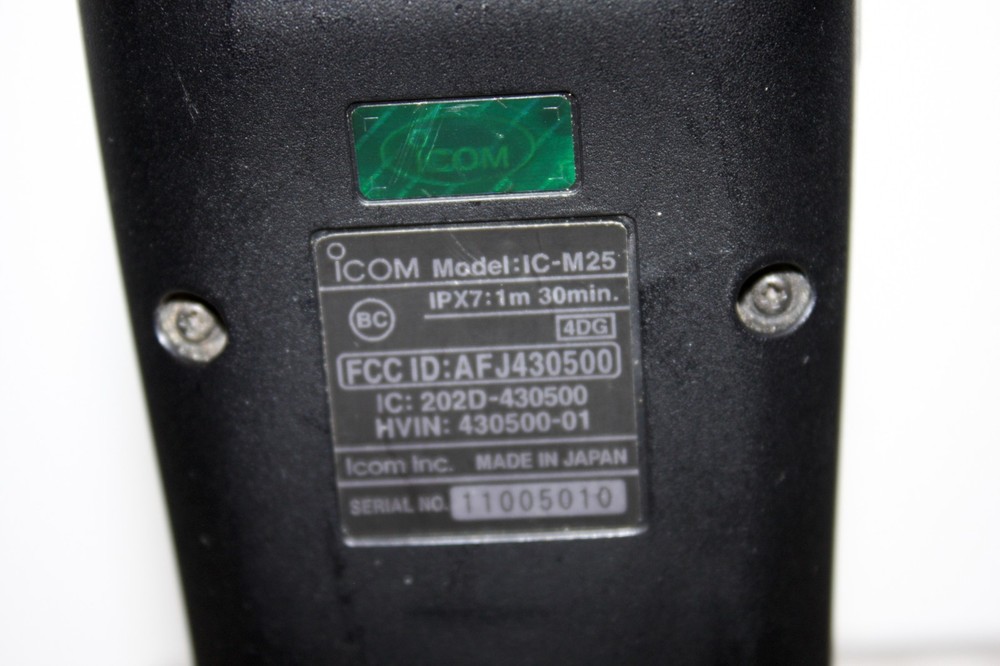 iCOM
iCOM Model:IC-M25
IPX7:1m 30min.
BC
4DG
FCC ID:AFJ430500
IC: 202D-430500
HVIN: 430500-01
Icom Inc. MADE IN JAPAN
SERIAL NO. 11005010